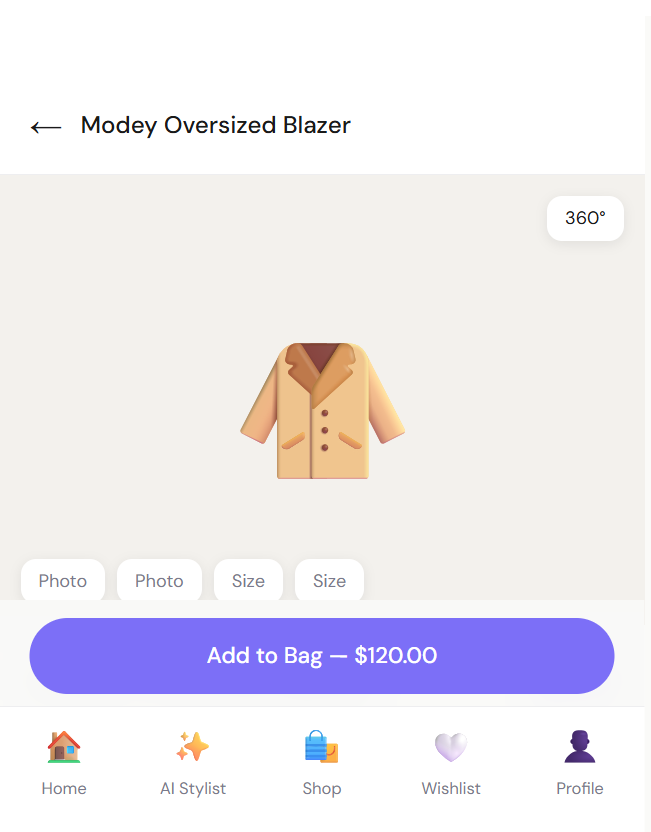 ← Modey Oversized Blazer
360°
Photo Photo Size Size
Add to Bag — $120.00
Home AI Stylist Shop Wishlist Profile